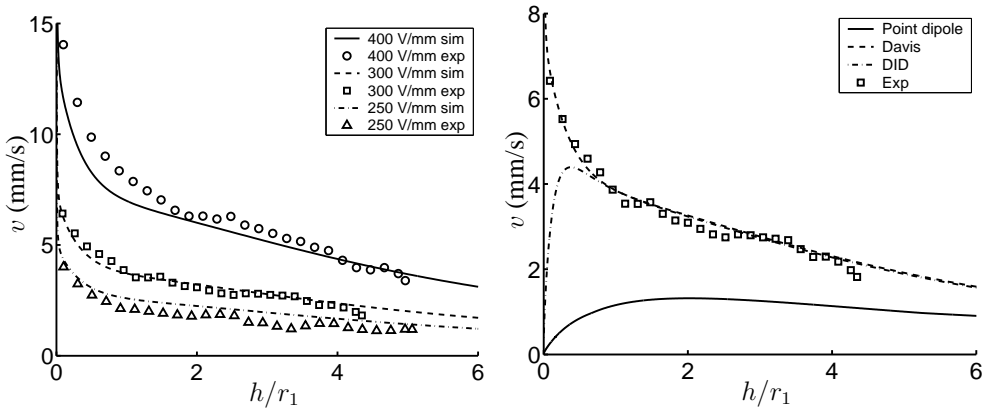 15
10
5
0
v (mm/s)
0 2 4 6
h/r1
400 V/mm sim
400 V/mm exp
300 V/mm sim
300 V/mm exp
250 V/mm sim
250 V/mm exp
8
6
4
2
0
v (mm/s)
0 2 4 6
h/r1
Point dipole
Davis
DID
Exp